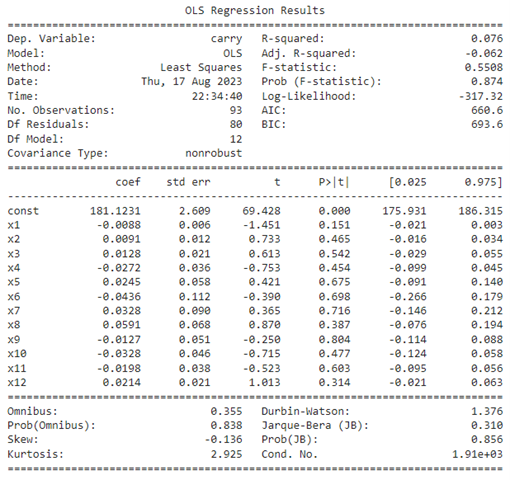 OLS Regression Results
Dep. Variable: carry R-squared: 0.076
Model: OLS Adj. R-squared: -0.062
Method: Least Squares F-statistic: 0.5508
Date: Thu, 17 Aug 2023 Prob (F-statistic): 0.874
Time: 22:34:40 Log-Likelihood: -317.32
No. Observations: 93 AIC: 660.6
Df Residuals: 80 BIC: 693.6
Df Model: 12
Covariance Type: nonrobust
coef std err t P>|t| [0.025 0.975]
const 181.1231 2.609 69.428 0.000 175.931 186.315
x1 -0.0088 0.006 -1.451 0.151 -0.021 0.003
x2 0.0091 0.012 0.733 0.465 -0.016 0.034
x3 0.0128 0.021 0.613 0.542 -0.029 0.055
x4 -0.0272 0.036 -0.753 0.454 -0.099 0.045
x5 0.0245 0.058 0.421 0.675 -0.091 0.140
x6 -0.0436 0.112 -0.390 0.698 -0.266 0.179
x7 0.0328 0.090 0.365 0.716 -0.146 0.212
x8 0.0591 0.068 0.870 0.387 -0.076 0.194
x9 -0.0127 0.051 -0.250 0.804 -0.114 0.088
x10 -0.0328 0.046 -0.715 0.477 -0.124 0.058
x11 -0.0198 0.038 -0.523 0.603 -0.095 0.056
x12 0.0214 0.021 1.013 0.314 -0.021 0.063
Omnibus: 0.355 Durbin-Watson: 1.376
Prob(Omnibus): 0.838 Jarque-Bera (JB): 0.310
Skew: -0.136 Prob(JB): 0.856
Kurtosis: 2.925 Cond. No. 1.91e+03